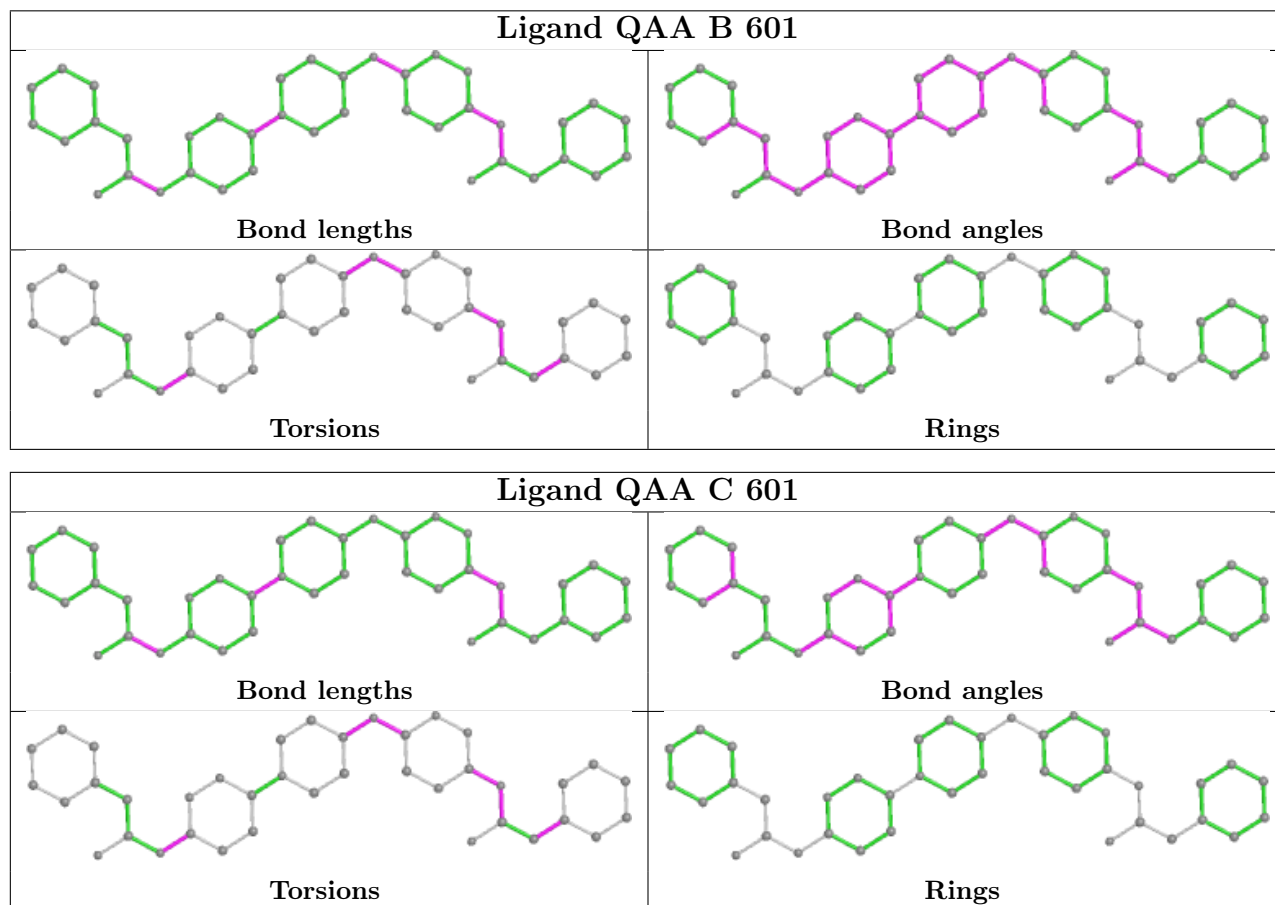 Ligand QAA B 601
Bond lengths
Bond angles
Torsions
Rings
Ligand QAA C 601
Bond lengths
Bond angles
Torsions
Rings